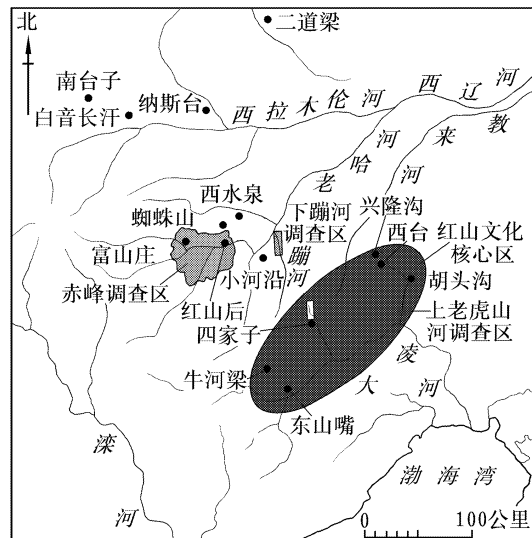 北
二道梁
南台子
白音长汗
纳斯台
西拉木伦河
西辽河
老哈河
教来河
西水泉
蜘蛛山
富山庄
赤峰调查区
红山后
小河沿
下蹦河
调查区
蹦河
兴隆沟
西台
红山文化
核心区
胡头沟
上老虎山
河调查区
四家子
牛河梁
东山嘴
大凌河
滦河
渤海湾
0 100公里